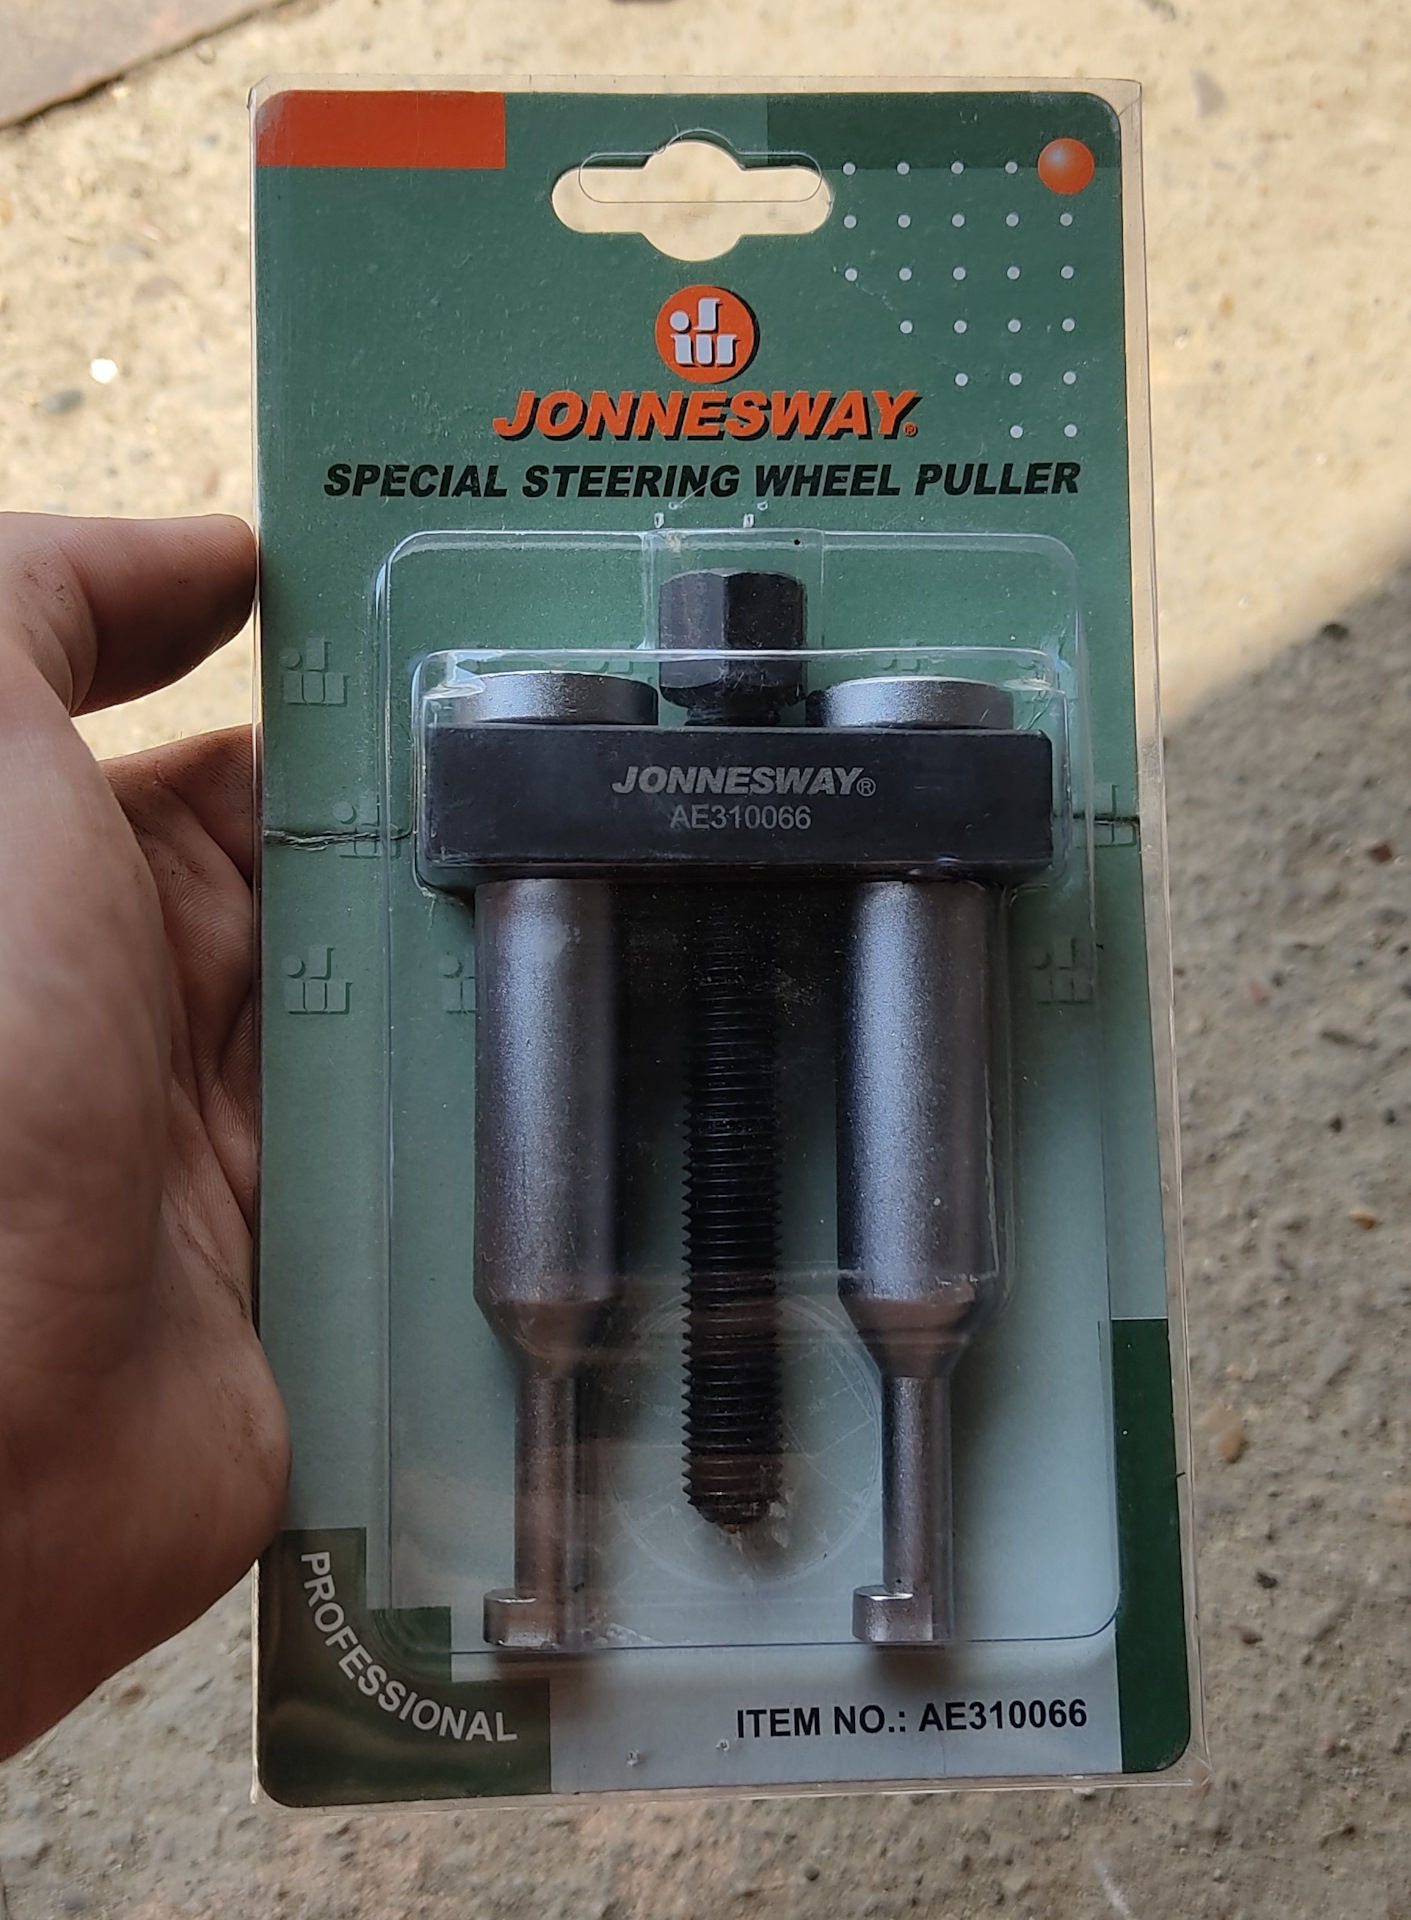 JONNESWAY®
SPECIAL STEERING WHEEL PULLER
JONNESWAY®
AE310066
PROFESSIONAL
ITEM NO.: AE310066